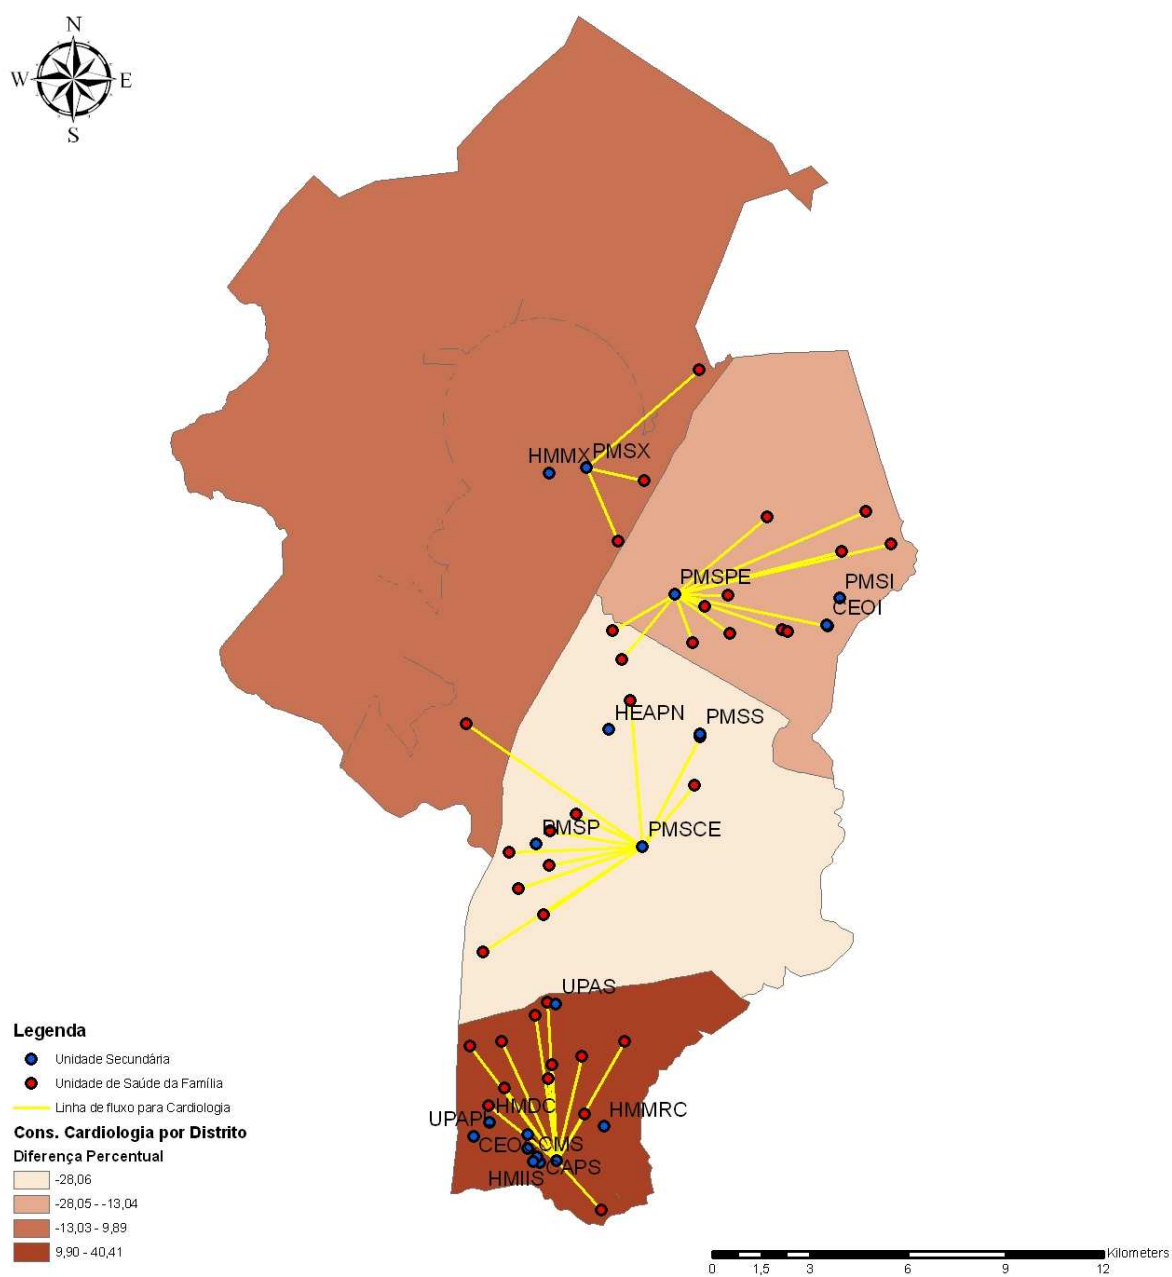 N
W E
S
HMMX PMSX
PMSPE
PMSI
CEOI
HEAPN
PMSS
PMSP
PMSCE
UPAS
HMDC
UPAPI
HMMRC
CMS
HMIIS
CAPS
Legenda
Unidade Secundária
Unidade de Saúde da Família
Linha de fluxo para Cardiologia
Cons. Cardiologia por Distrito
Diferença Percentual
-28,06
-28,05 - -13,04
-13,03 - 9,89
9,90 - 40,41
Kilometers
0 1,5 3 6 9 12